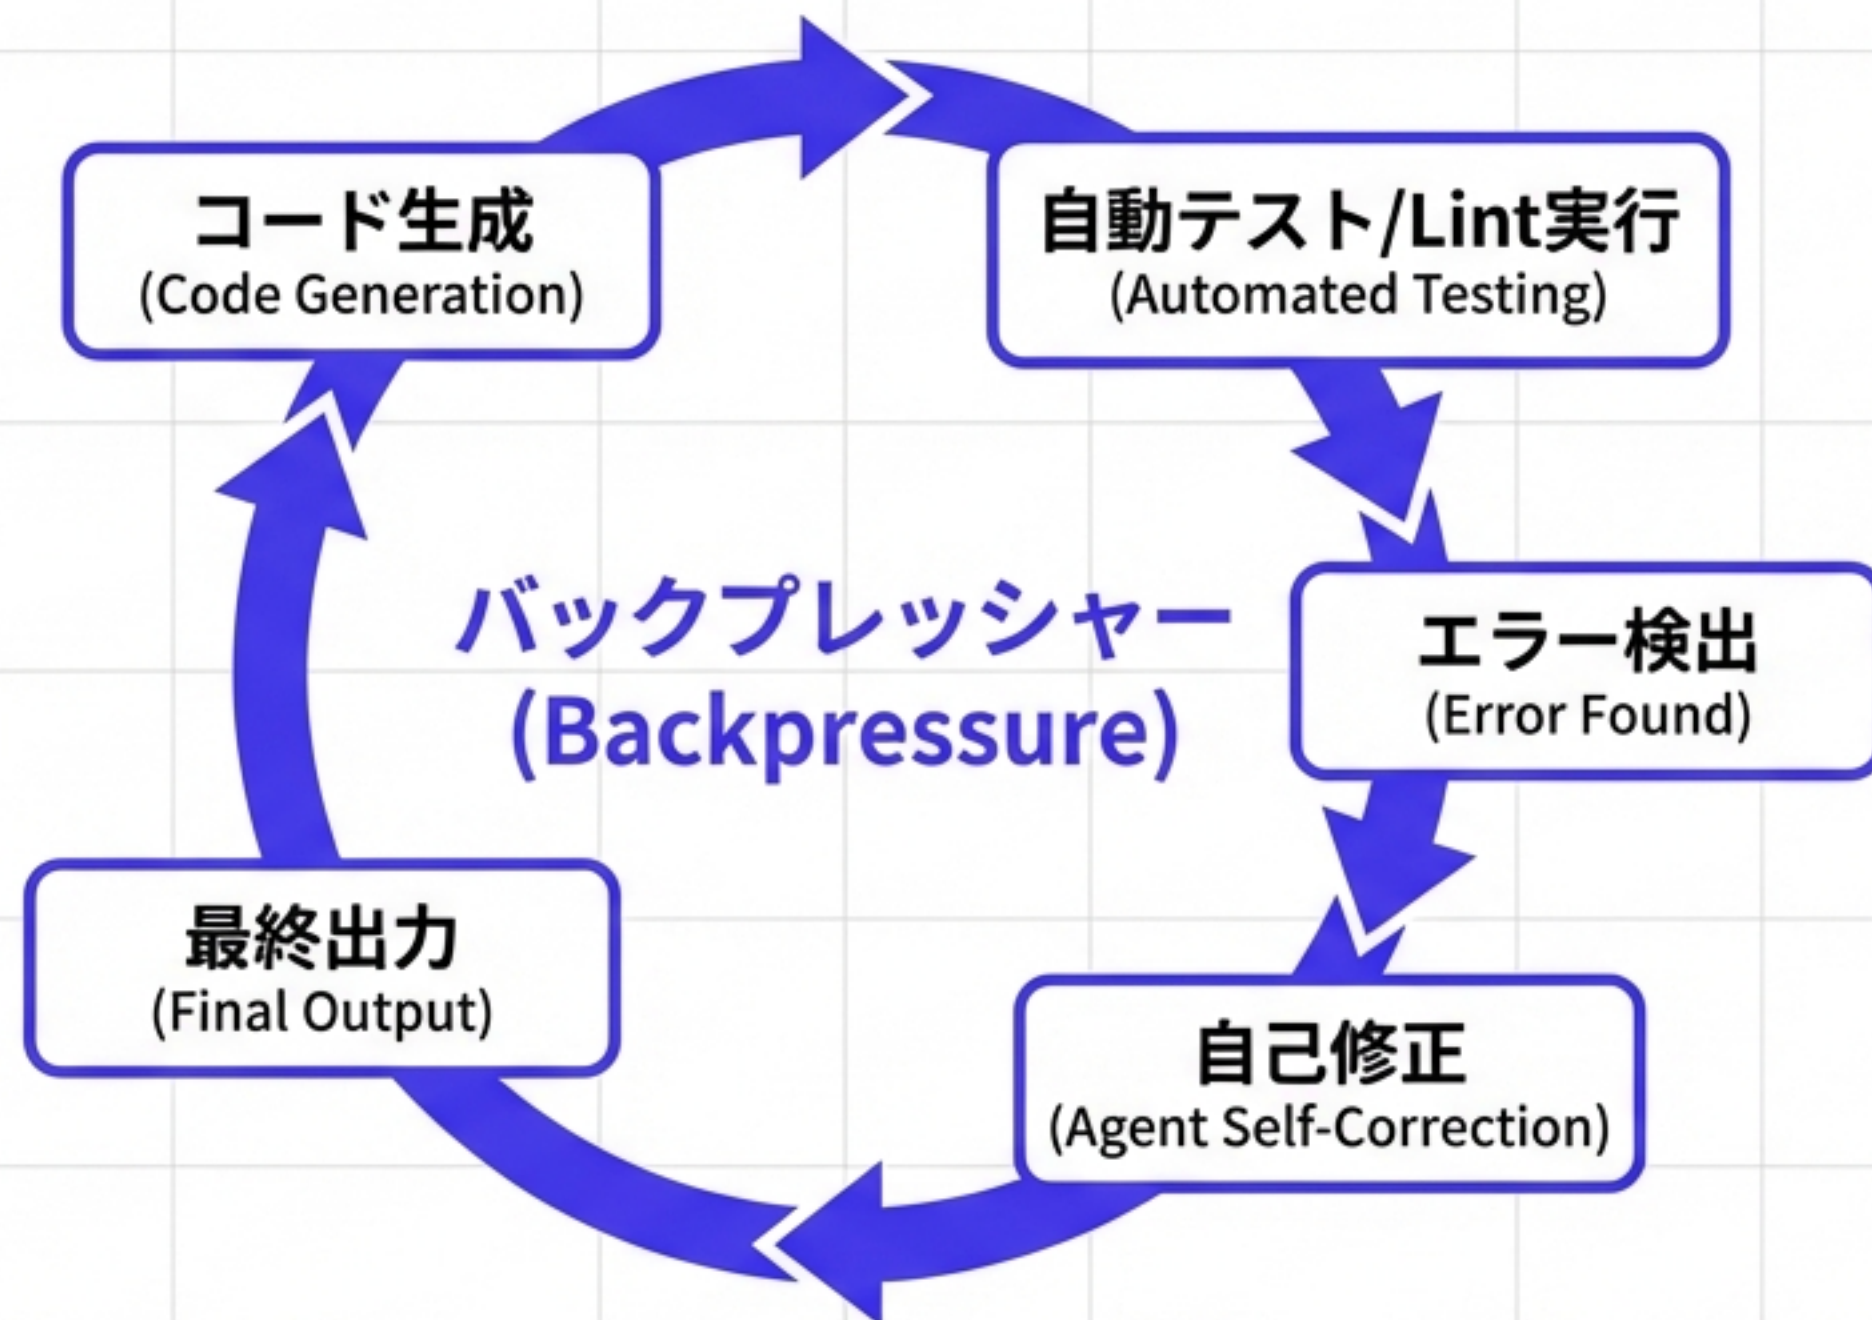 コード生成
(Code Generation)
自動テスト/Lint実行
(Automated Testing)
エラー検出
(Error Found)
自己修正
(Agent Self-Correction)
最終出力
(Final Output)
バックプレッシャー
(Backpressure)